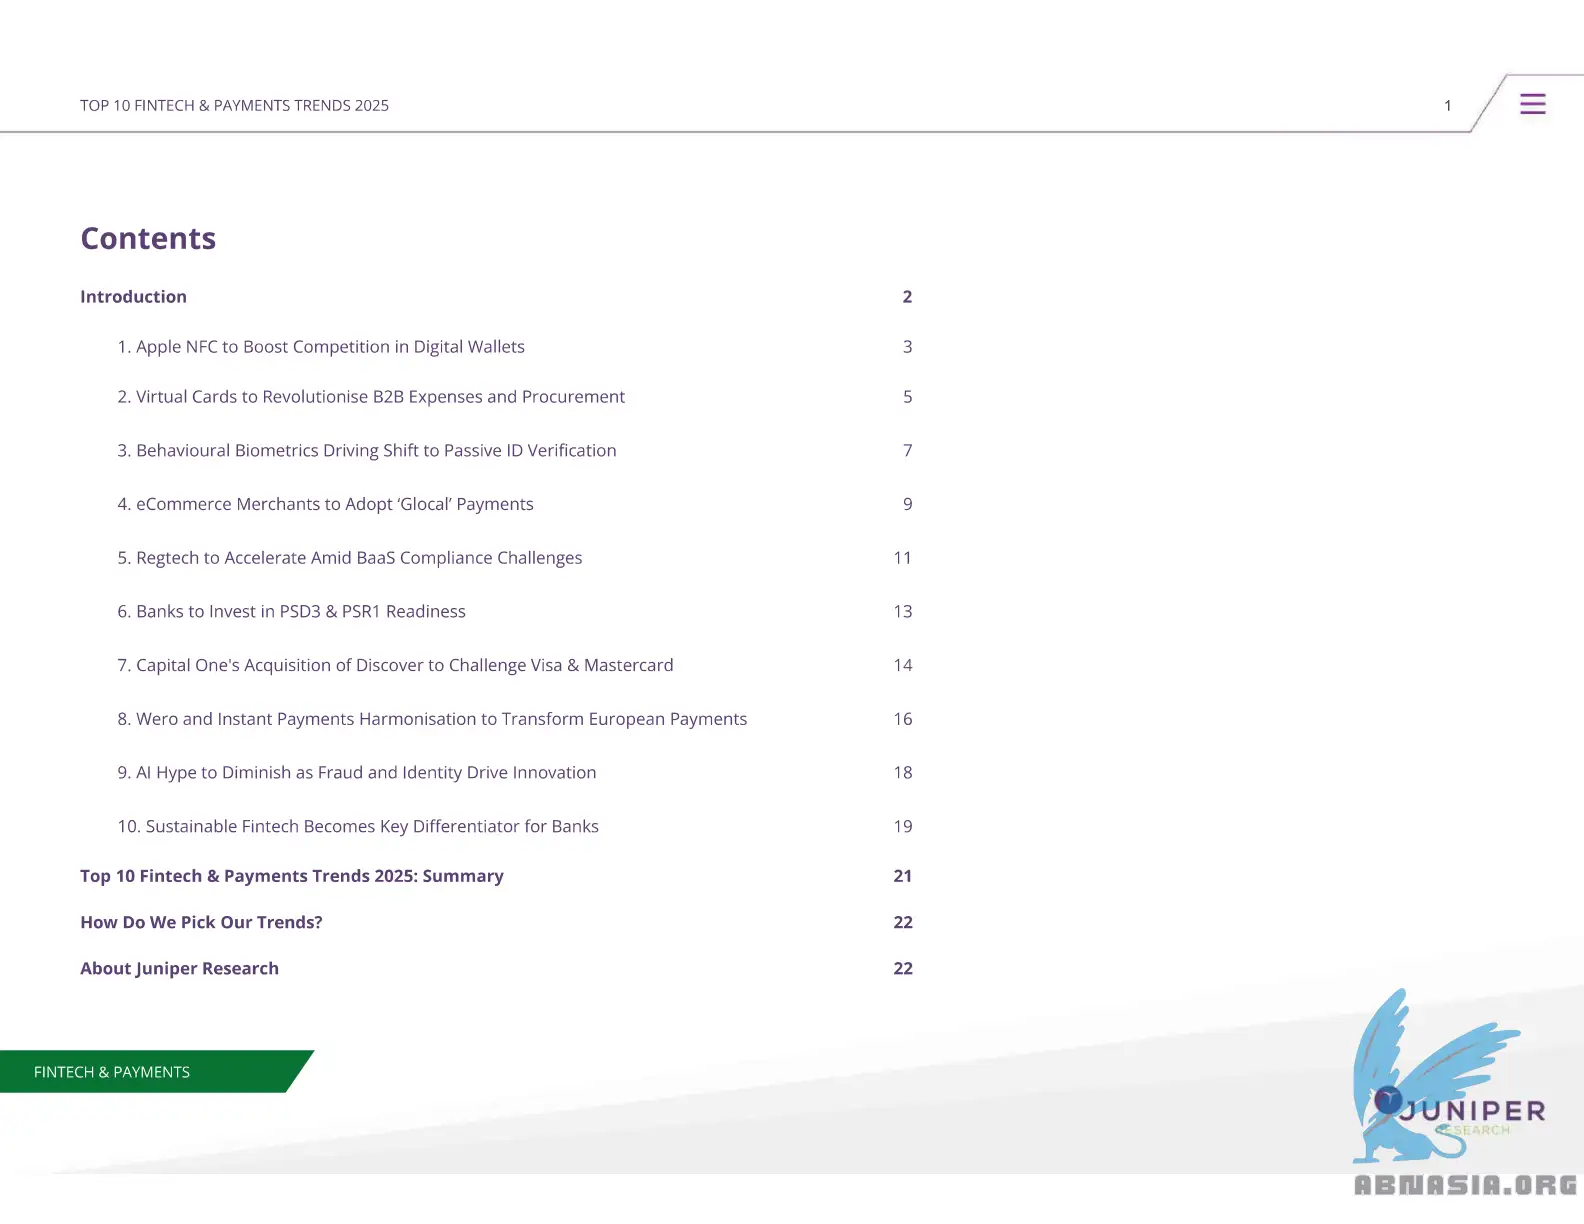 TOP 10 FINTECH & PAYMENTS TRENDS 2025 1
Contents
Introduction 2
1. Apple NFC to Boost Competition in Digital Wallets 3
2. Virtual Cards to Revolutionise B2B Expenses and Procurement 5
3. Behavioural Biometrics Driving Shift to Passive ID Verification 7
4. eCommerce Merchants to Adopt ‘Glocal’ Payments 9
5. Regtech to Accelerate Amid BaaS Compliance Challenges 11
6. Banks to Invest in PSD3 & PSR1 Readiness 13
7. Capital One's Acquisition of Discover to Challenge Visa & Mastercard 14
8. Wero and Instant Payments Harmonisation to Transform European Payments 16
9. AI Hype to Diminish as Fraud and Identity Drive Innovation 18
10. Sustainable Fintech Becomes Key Differentiator for Banks 19
Top 10 Fintech & Payments Trends 2025: Summary 21
How Do We Pick Our Trends? 22
About Juniper Research 22
FINTECH & PAYMENTS
JUNIPER
RESEARCH
ABNASIA.ORG